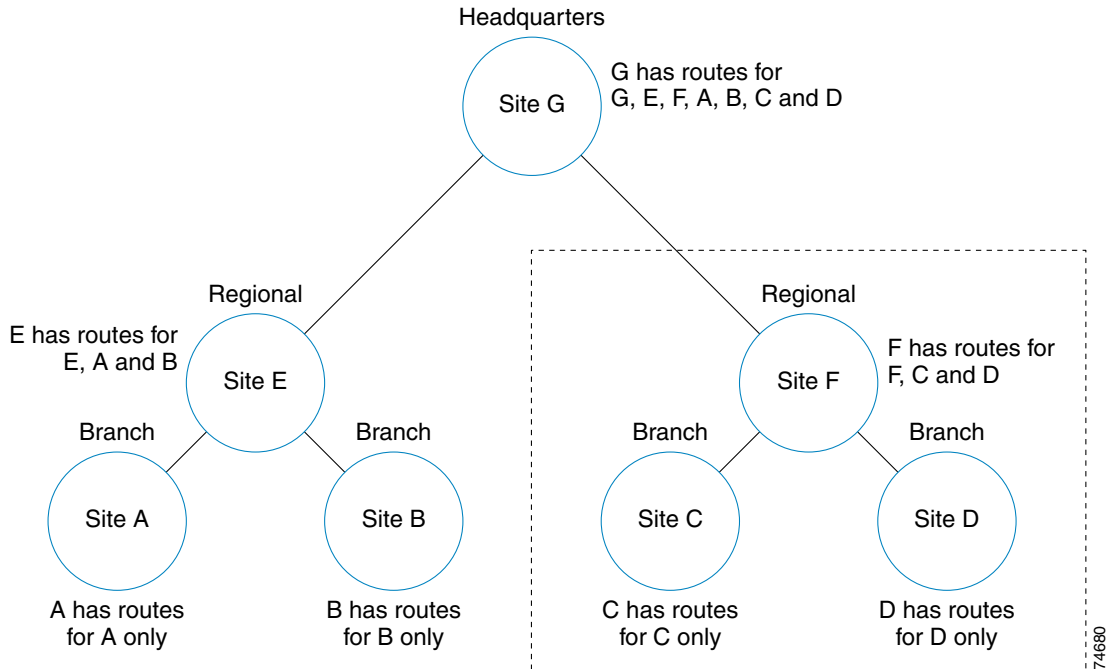 Headquarters
Site G
G has routes for
G, E, F, A, B, C and D
Regional
E has routes for
E, A and B
Site E
Regional
Site F
F has routes for
F, C and D
Branch
Site A
A has routes
for A only
Branch
Site B
B has routes
for B only
Branch
Site C
C has routes
for C only
Branch
Site D
D has routes
for D only
74680